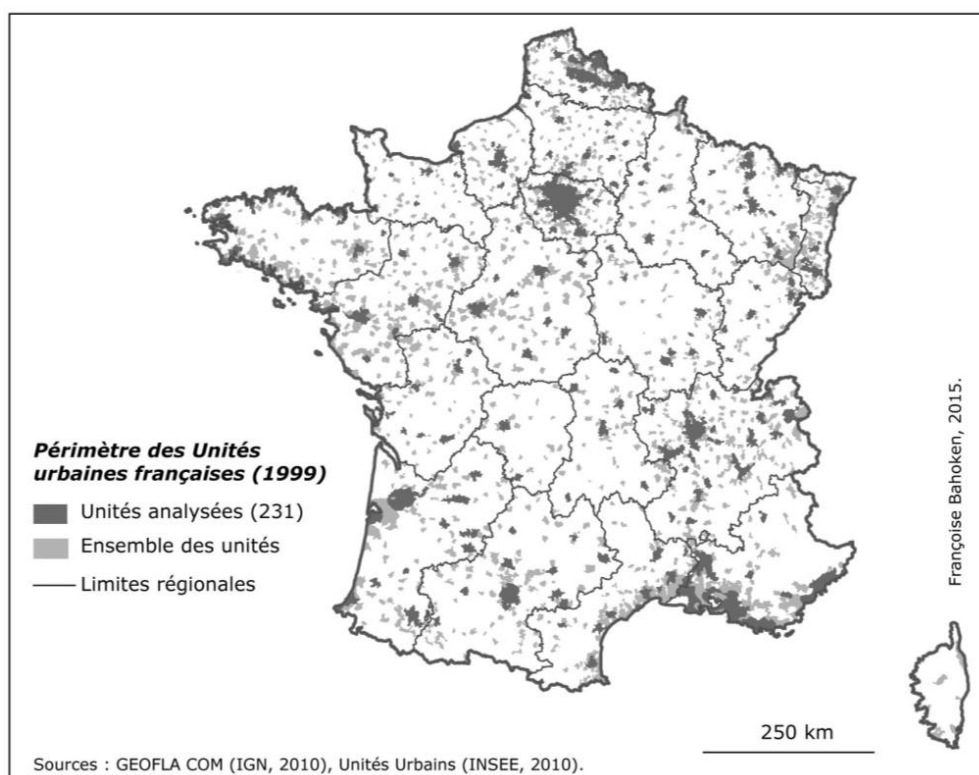 Périmètre des Unités
urbaines françaises (1999)
Unités analysées (231)
Ensemble des unités
Limites régionales
250 km
Françoise Bahoken, 2015.
Sources : GEOFLA COM (IGN, 2010), Unités Urbains (INSEE, 2010).